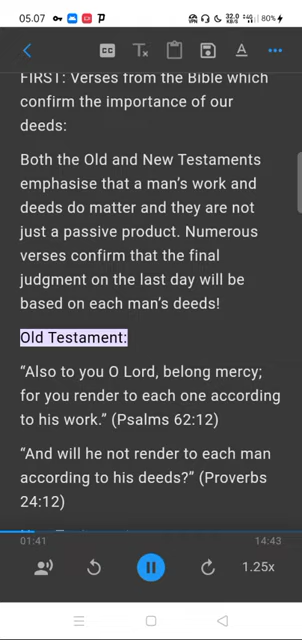 05.07
32.0
KB/S
80%
CC
FIRST: Verses from the Bible which
confirm the importance of our
deeds:
Both the Old and New Testaments
emphasise that a man's work and
deeds do matter and they are not
just a passive product. Numerous
verses confirm that the final
judgment on the last day will be
based on each man's deeds!
Old Testament:
“Also to you O Lord, belong mercy;
for you render to each one according
to his work.” (Psalms 62:12)
“And will he not render to each man
according to his deeds?” (Proverbs
24:12)
01:41
14:43
1.25x